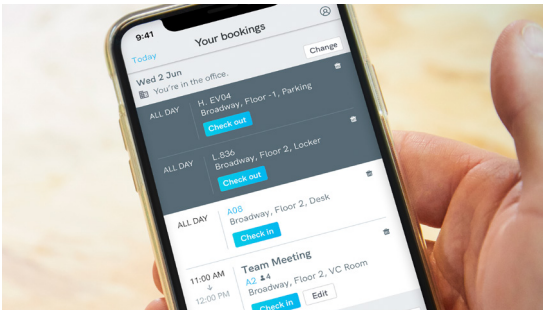 9:41
Today
Your bookings
Wed 2 Jun
You're in the office.
Change
ALL DAY
H. EV04
Broadway, Floor -1, Parking
Check out
ALL DAY
L.836
Broadway, Floor 2, Locker
Check out
ALL DAY
A08
Broadway, Floor 2, Desk
Check in
11:00 AM
12:00 PM
Team Meeting
A2 4
Broadway, Floor 2, VC Room
Check in
Edit